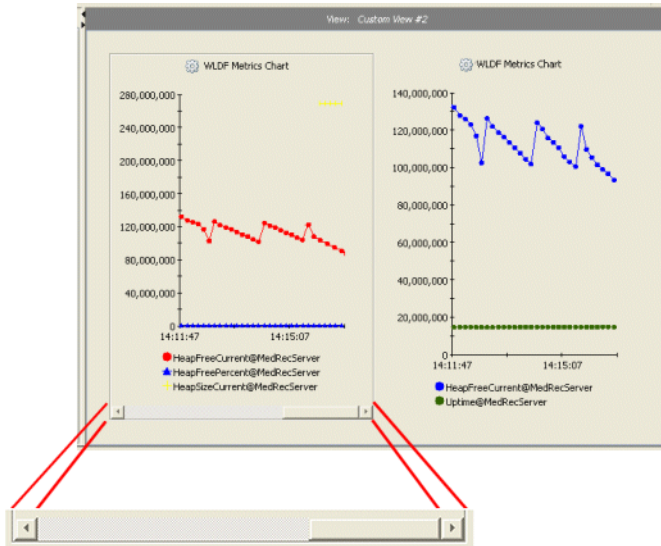 View: Custom View #2
WLDF Metrics Chart
280,000,000
240,000,000
200,000,000
160,000,000
120,000,000
80,000,000
40,000,000
0
14:11:47 14:15:07
HeapFreeCurrent@MedRecServer
HeapFreePercent@MedRecServer
HeapSizeCurrent@MedRecServer
WLDF Metrics Chart
140,000,000
120,000,000
100,000,000
80,000,000
60,000,000
40,000,000
20,000,000
0
14:11:47 14:15:07
HeapFreeCurrent@MedRecServer
Uptime@MedRecServer